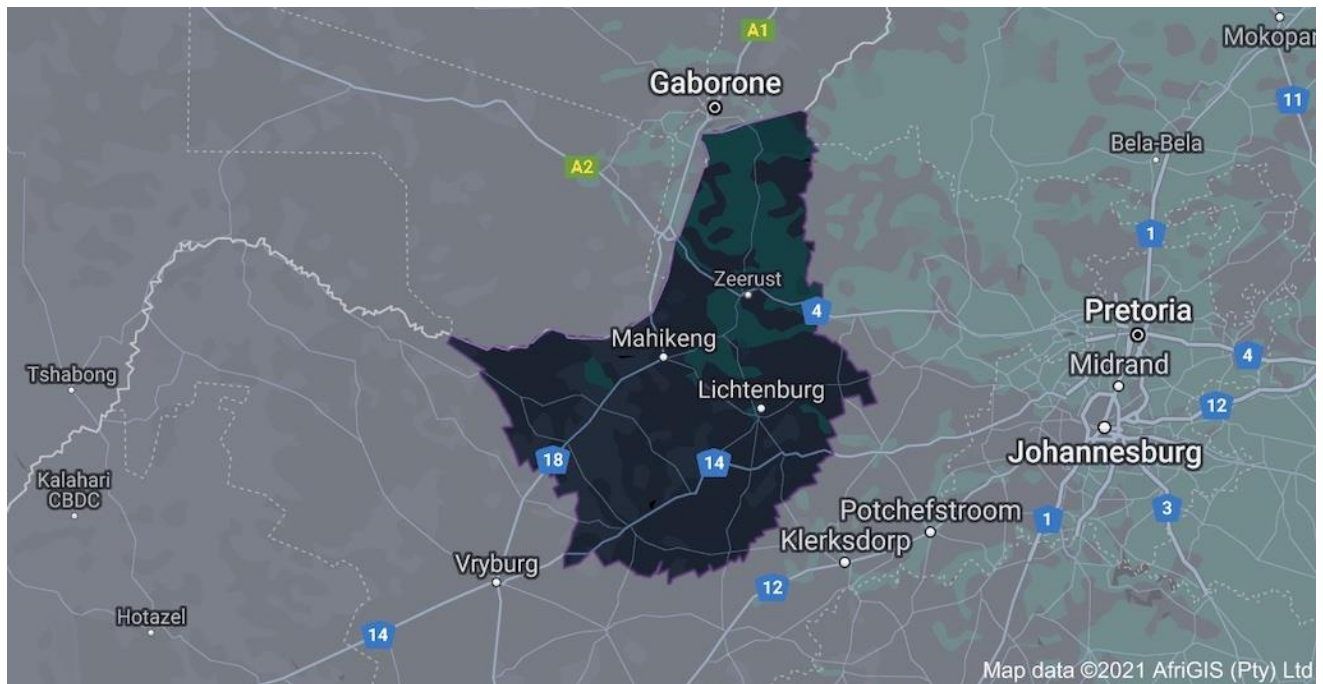 A1
Mokopan
Gaborone
11
Bela-Bela
A2
1
Zeerust
4
Pretoria
Mahikeng
4
Midrand
Tshabong
Lichtenburg
12
Johannesburg
18
14
Kalahari
CBDC
Potchefstroom
1
3
Klerksdorp
Vryburg
12
Hotazel
14
Map data ©2021 AfriGIS (Pty) Ltd